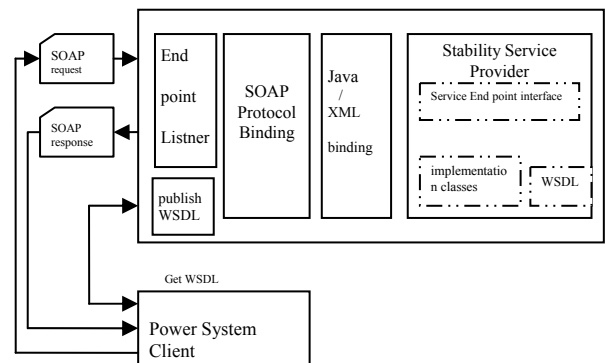 SOAP
request
SOAP
response
End
point
Listner
publish
WSDL
SOAP
Protocol
Binding
Java
/
XML
binding
Stability Service
Provider
Service End point interface
implementatio
n classes
WSDL
Get WSDL
Power System
Client